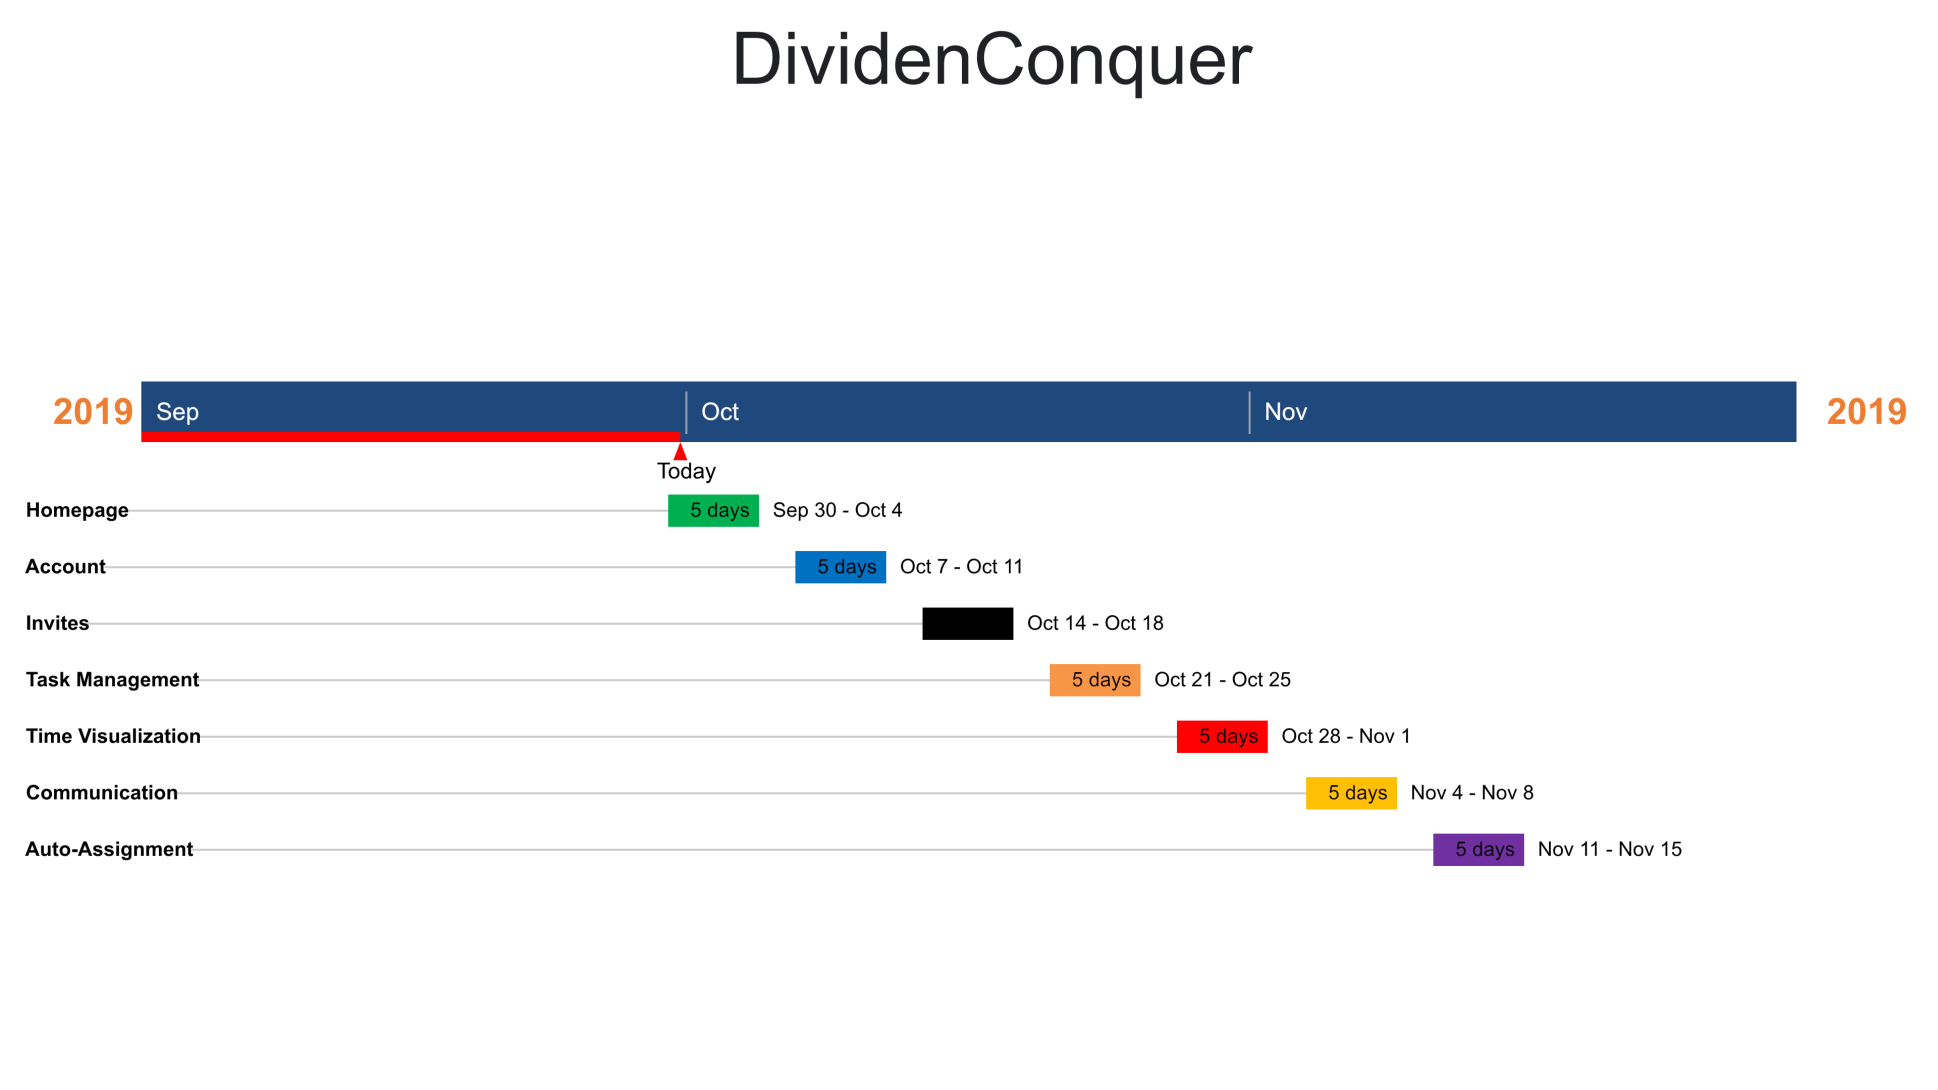 DividenConquer
2019 Sep Oct Nov 2019
Today
Homepage 5 days Sep 30 - Oct 4
Account 5 days Oct 7 - Oct 11
Invites Oct 14 - Oct 18
Task Management 5 days Oct 21 - Oct 25
Time Visualization 5 days Oct 28 - Nov 1
Communication 5 days Nov 4 - Nov 8
Auto-Assignment 5 days Nov 11 - Nov 15